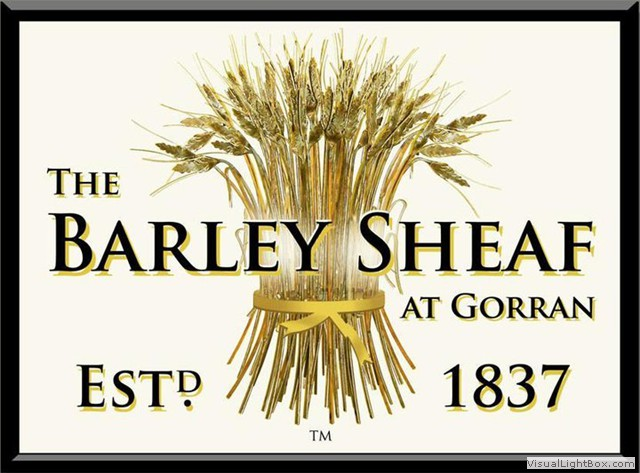 THE
BARLEY SHEAF
AT GORRAN
ESTD. 1837
TM
VisualLightBox.com